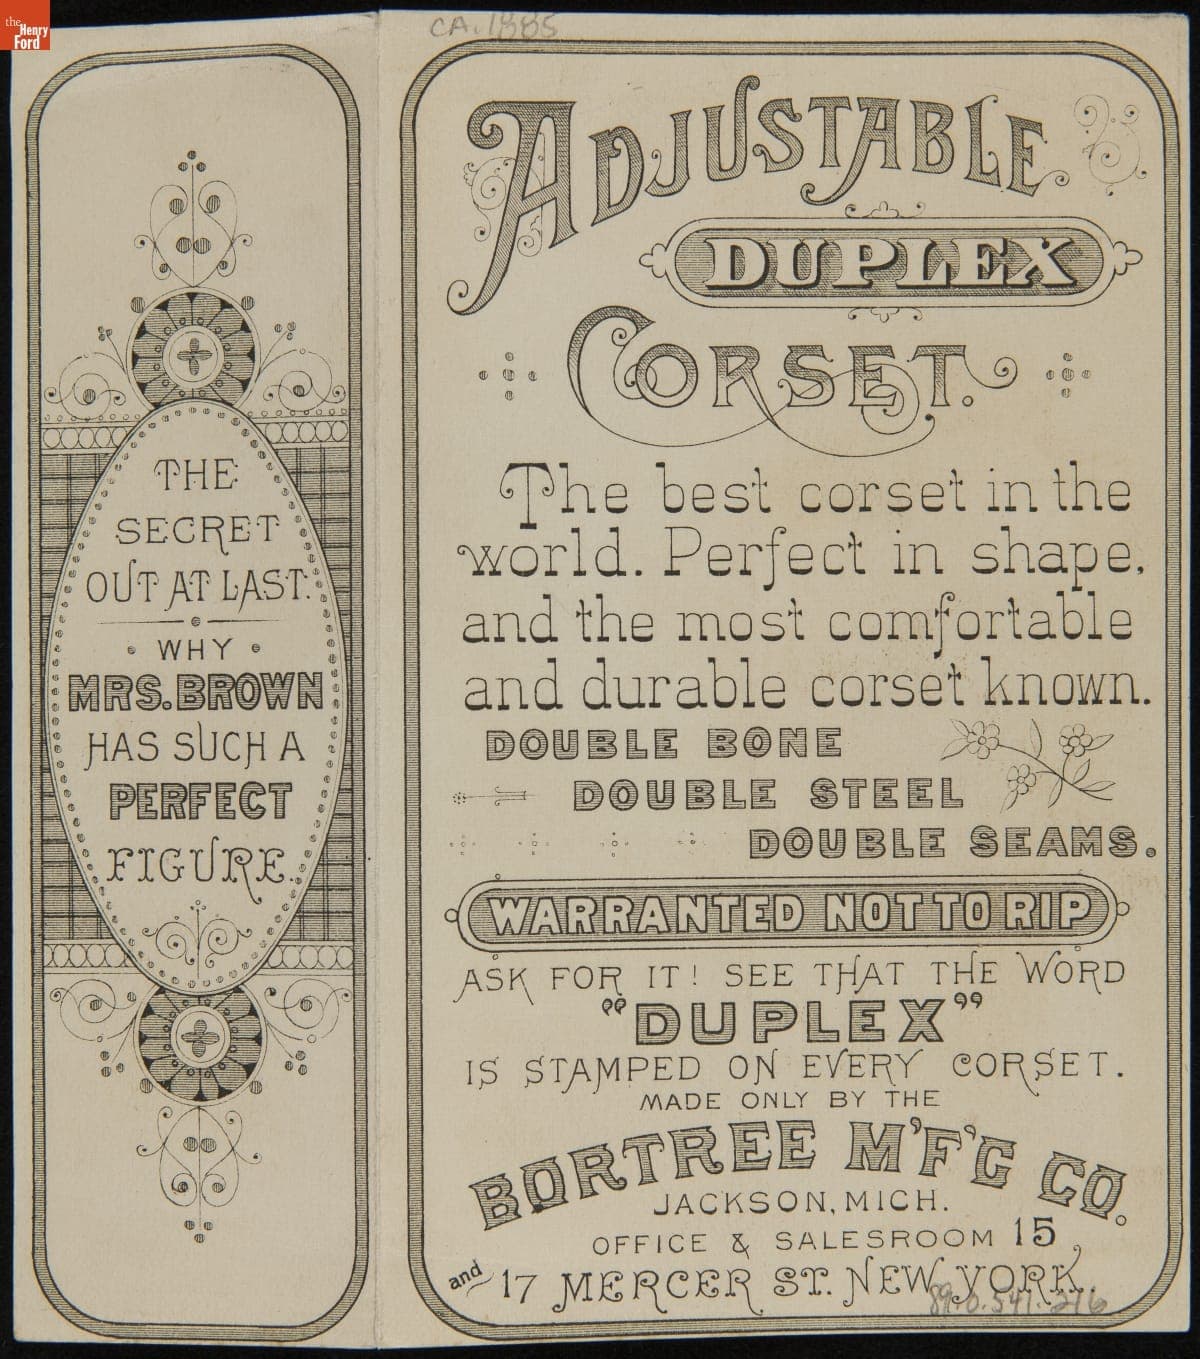 the
Henry
Ford
CA. 1885
THE
SECRET
OUT AT LAST.
WHY
MRS. BROWN
HAS SUCH A
PERFECT
FIGURE.
ADJUSTABLE
DUPLEX
CORSET.
The best corset in the
world. Perfect in shape,
and the most comfortable
and durable corset known.
DOUBLE BONE
DOUBLE STEEL
DOUBLE SEAMS.
WARRANTED NOT TO RIP
ASK FOR IT! SEE THAT THE WORD
"DUPLEX"
IS STAMPED ON EVERY CORSET.
MADE ONLY BY THE
BORTREE M'F'G CO.
JACKSON, MICH.
OFFICE & SALESROOM 15
and 17 MERCER ST. NEW YORK.
89.0.541.216